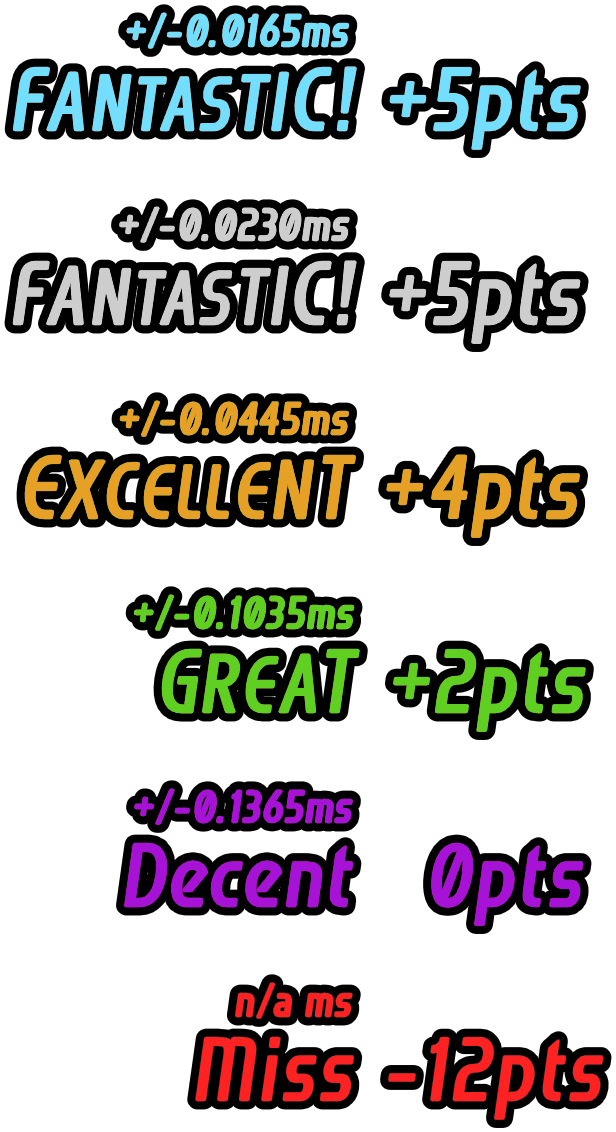 +/-0.0165ms
FANTASTIC! +5pts
+/-0.0230ms
FANTASTIC! +5pts
+/-0.0445ms
EXCELLENT +4pts
+/-0.1035ms
GREAT +2pts
+/-0.1365ms
Decent 0pts
n/a ms
Miss -12pts